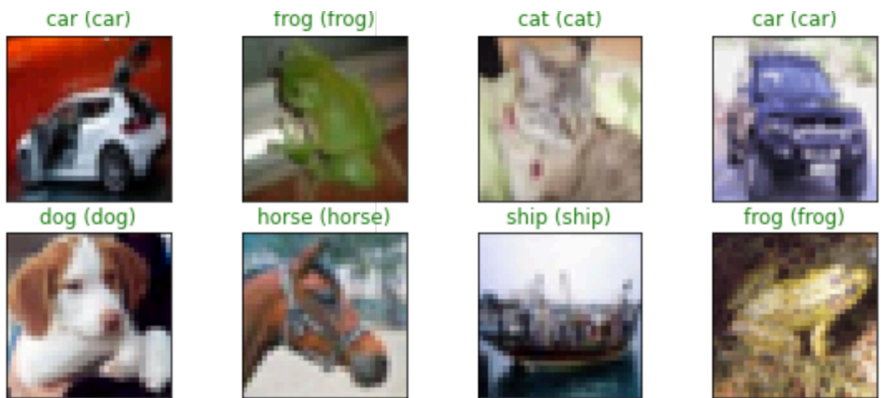 car (car) frog (frog) cat (cat) car (car)
dog (dog) horse (horse) ship (ship) frog (frog)